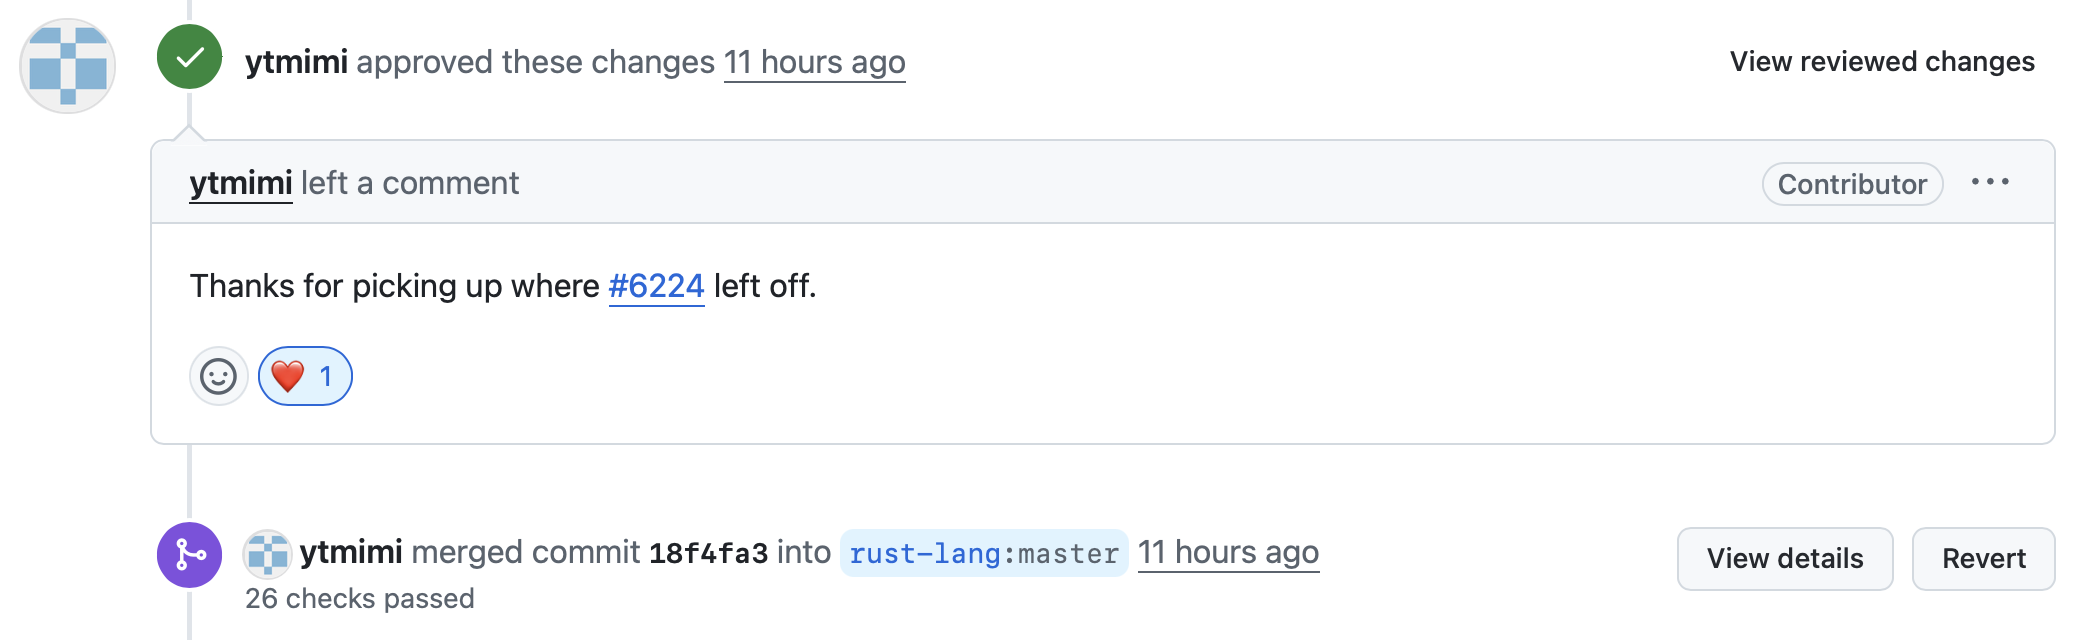 ytmimi approved these changes 11 hours ago
View reviewed changes
ytmimi left a comment
Contributor
Thanks for picking up where #6224 left off.
1
ytmimi merged commit 18f4fa3 into rust-lang:master 11 hours ago
View details
Revert
26 checks passed